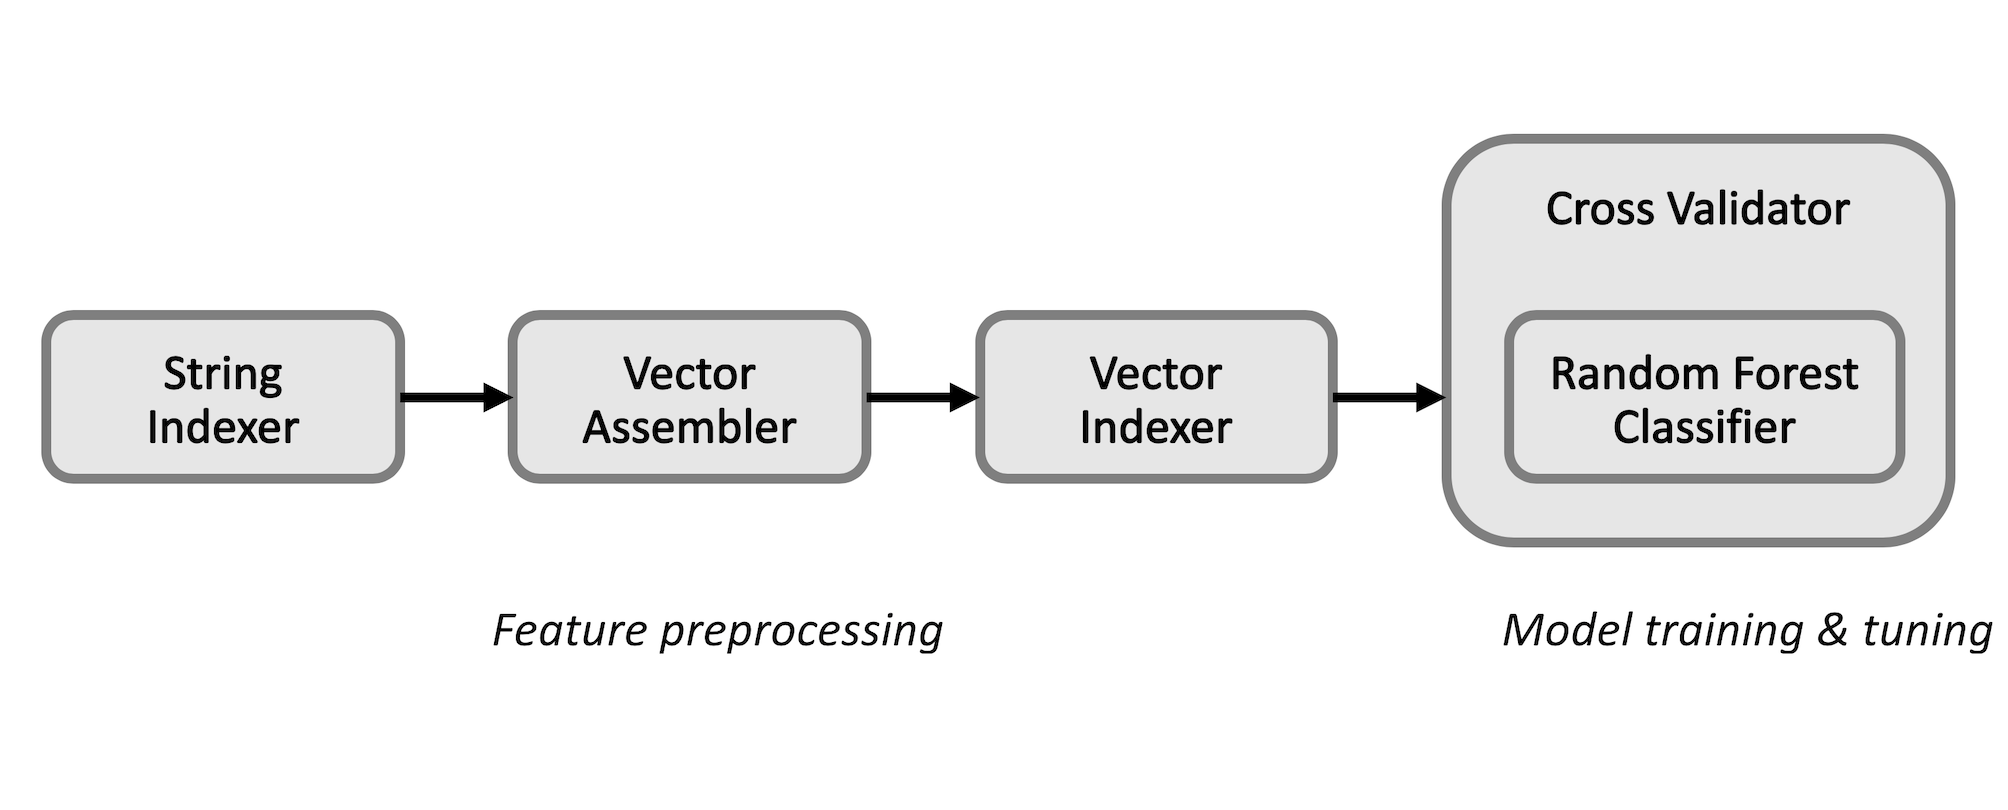 Cross Validator
String
Indexer
Vector
Assembler
Vector
Indexer
Random Forest
Classifier
Feature preprocessing
Model training & tuning